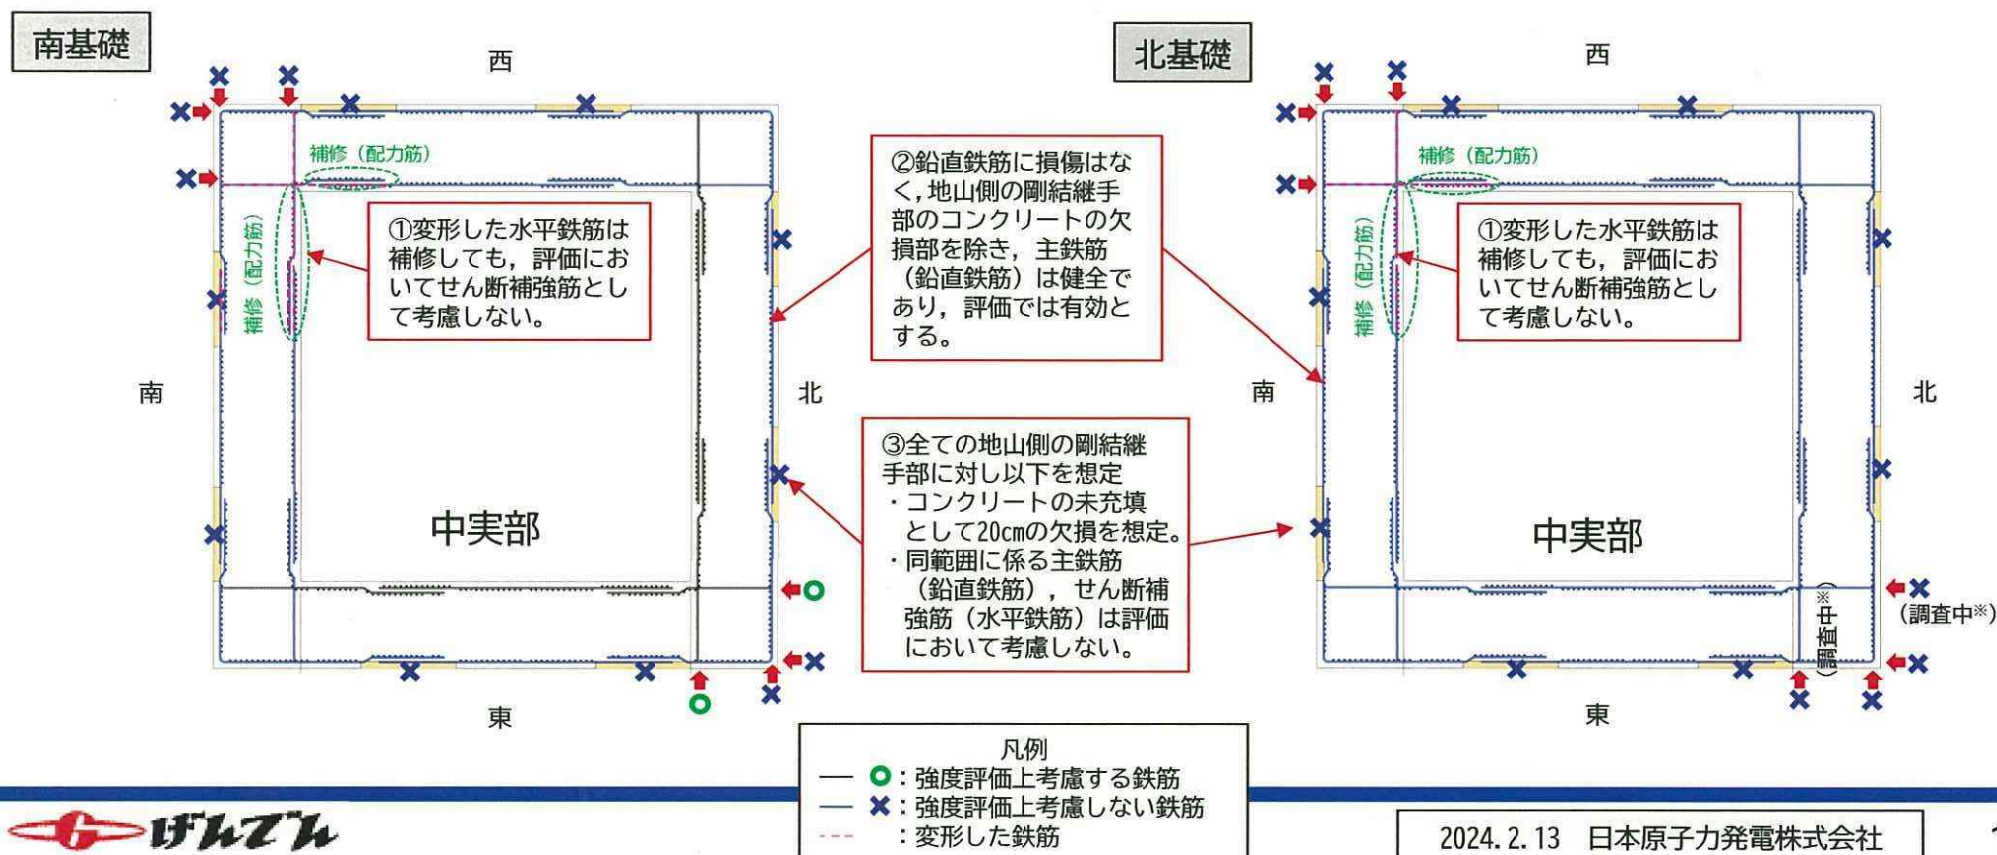 南基礎
西
補修（配力筋）
補修（配力筋）
①変形した水平鉄筋は
補修しても，評価にお
いてせん断補強筋とし
て考慮しない。
南
北
中実部
東
②鉛直鉄筋に損傷はな
く，地山側の剛結継手
部のコンクリートの欠
損部を除き，主鉄筋
（鉛直鉄筋）は健全で
あり，評価では有効と
する。
③全ての地山側の剛結継
手部に対し以下を想定
・コンクリートの未充填
として20㎝の欠損を想定。
・同範囲に係る主鉄筋
（鉛直鉄筋），せん断補
強筋（水平鉄筋）は評価
において考慮しない。
北基礎
西
補修（配力筋）
補修（配力筋）
①変形した水平鉄筋は
補修しても，評価にお
いてせん断補強筋とし
て考慮しない。
南
北
中実部
（調査中※）
（調査中※）
東
凡例
：強度評価上考慮する鉄筋
：強度評価上考慮しない鉄筋
：変形した鉄筋
げんでん
2024.2.13 日本原子力発電株式会社